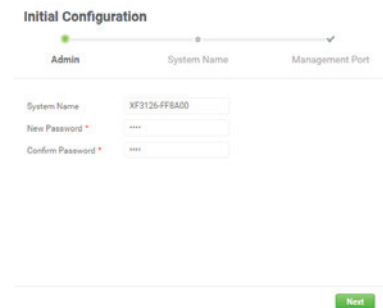 Initial Configuration
Admin System Name Management Port
System Name XF3126-FF8A00
New Password * ••••
Confirm Password * ••••
Next